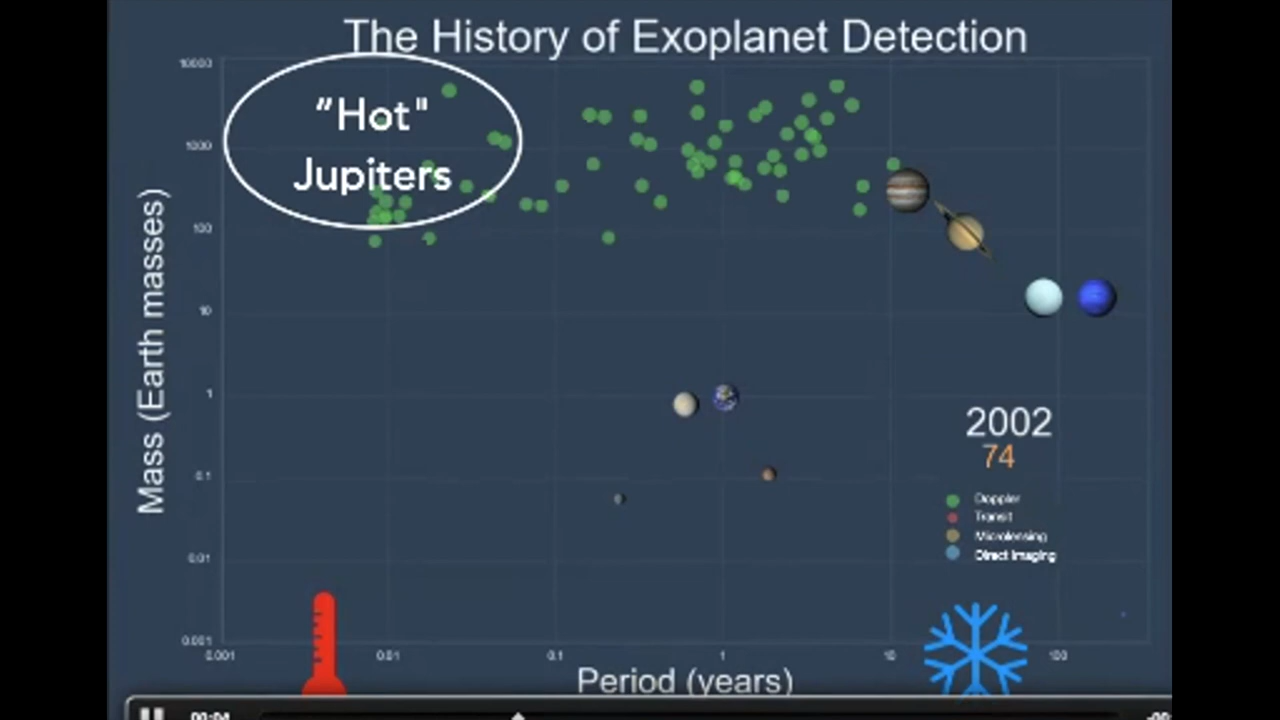 The History of Exoplanet Detection
"Hot"
Jupiters
Mass (Earth masses)
10000
1000
100
10
1
0.1
0.01
0.001
2002
74
Doppler
Transit
Microlensing
Direct Imaging
0.001
0.01
0.1
1
10
100
Period (years)
00:04